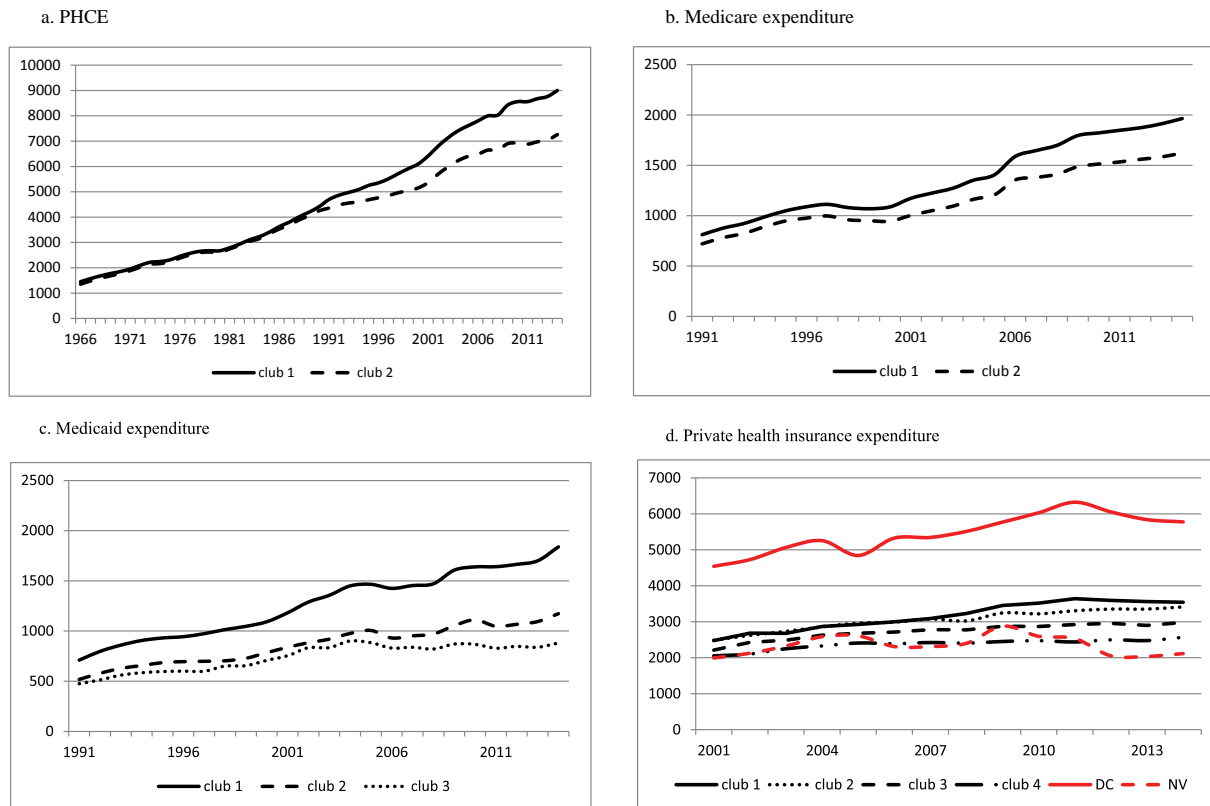 a. PHCE
10000
9000
8000
7000
6000
5000
4000
3000
2000
1000
0
1966 1971 1976 1981 1986 1991 1996 2001 2006 2011
club 1 club 2
b. Medicare expenditure
2500
2000
1500
1000
500
0
1991 1996 2001 2006 2011
club 1 club 2
c. Medicaid expenditure
2500
2000
1500
1000
500
0
1991 1996 2001 2006 2011
club 1 club 2 club 3
d. Private health insurance expenditure
7000
6000
5000
4000
3000
2000
1000
0
2001 2004 2007 2010 2013
club 1 club 2 club 3 club 4 DC NV